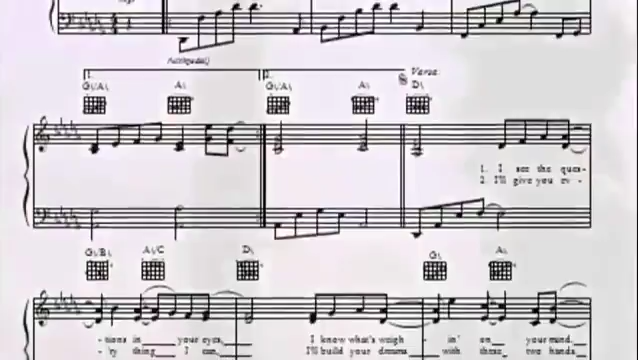 1. 2.
G♭/A♭ A♭ G♭/A♭ A♭ Verse: D♭
1. I see the ques-
2. I'll give you ev -
G♭/B♭ A♭/C D♭ G♭ A♭
- tions in your eyes, I know what's weigh - in' on your mind.
- 'ry thing I can, I'll build your dreams with these two hands.